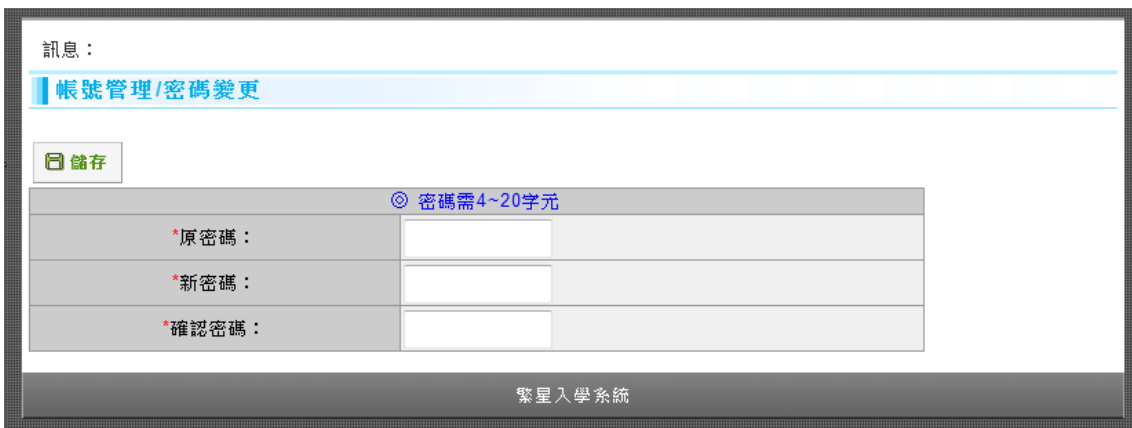 訊息：
帳號管理/密碼變更
儲存
◎ 密碼需4~20字元
*原密碼：
*新密碼：
*確認密碼：
繁星入學系統